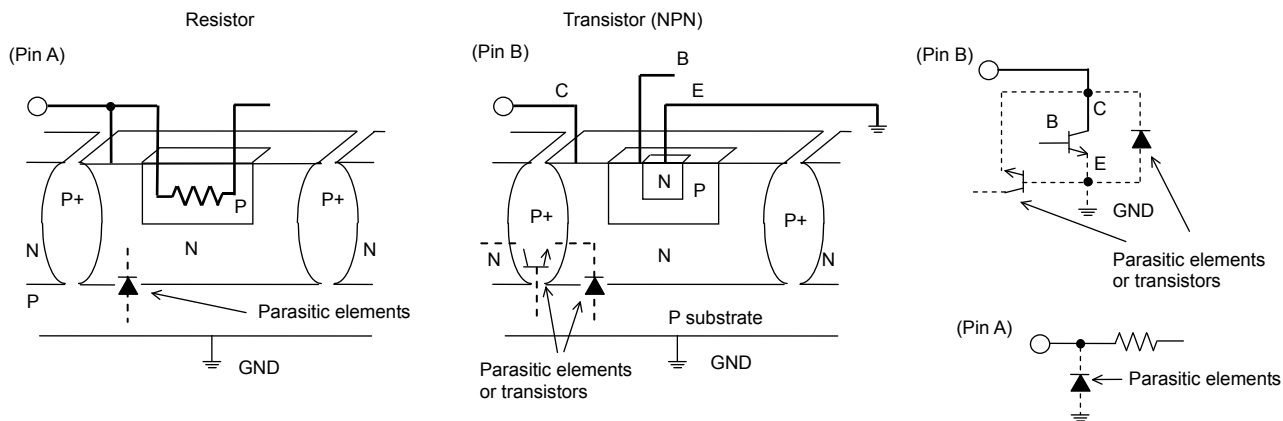 Resistor
(Pin A)
P+
P
P+
N
N
N
P
Parasitic elements
GND
Transistor (NPN)
(Pin B)
B
C
E
N
P
P+
P+
N
N
N
P substrate
GND
Parasitic elements
or transistors
(Pin B)
C
B
E
GND
Parasitic elements
or transistors
(Pin A)
Parasitic elements